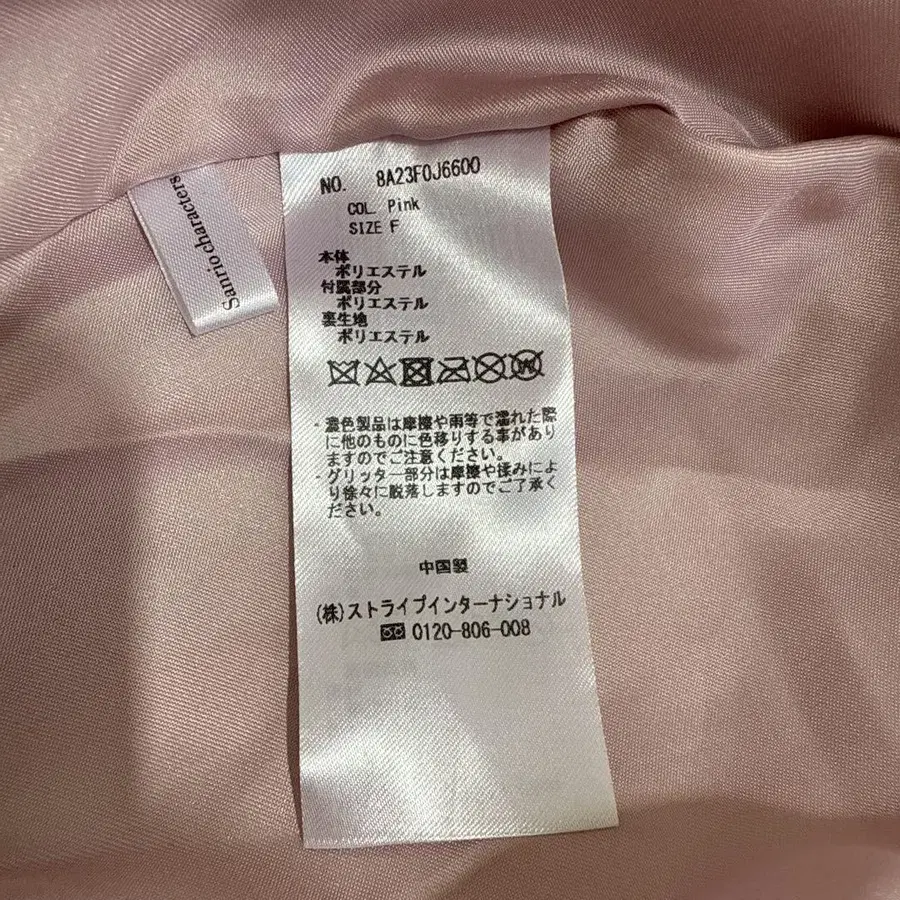 Sanrio characters
NO. 8A23F0J6600
COL. Pink
SIZE F
本体
ポリエステル
付属部分
ポリエステル
裏生地
ポリエステル
W
・濃色製品は摩擦や雨等で濡れた際
に他のものに色移りする事があり
ますのでご注意ください。
・グリッター部分は摩擦や揉みによ
り徐々に脱落しますのでご了承く
ださい。
中国製
(株)ストライプインターナショナル
0120-806-008